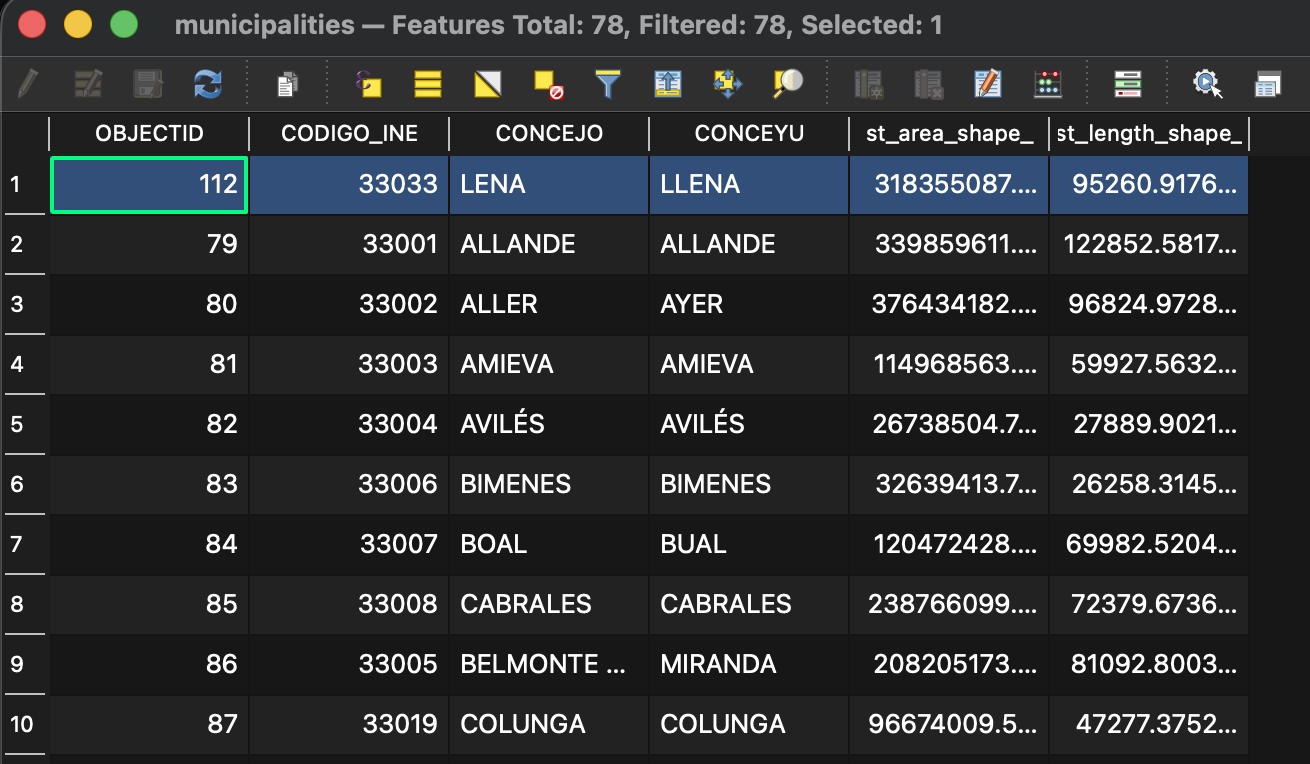 municipalities — Features Total: 78, Filtered: 78, Selected: 1
OBJECTID CODIGO_INE CONCEJO CONCEYU st_area_shape_ st_length_shape_
1 112 33033 LENA LLENA 318355087.... 95260.9176...
2 79 33001 ALLANDE ALLANDE 339859611.... 122852.5817...
3 80 33002 ALLER AYER 376434182.... 96824.9728...
4 81 33003 AMIEVA AMIEVA 114968563.... 59927.5632...
5 82 33004 AVILÉS AVILÉS 26738504.7... 27889.9021...
6 83 33006 BIMENES BIMENES 32639413.7... 26258.3145...
7 84 33007 BOAL BUAL 120472428.... 69982.5204...
8 85 33008 CABRALES CABRALES 238766099.... 72379.6736...
9 86 33005 BELMONTE ... MIRANDA 208205173.... 81092.8003...
10 87 33019 COLUNGA COLUNGA 96674009.5... 47277.3752...